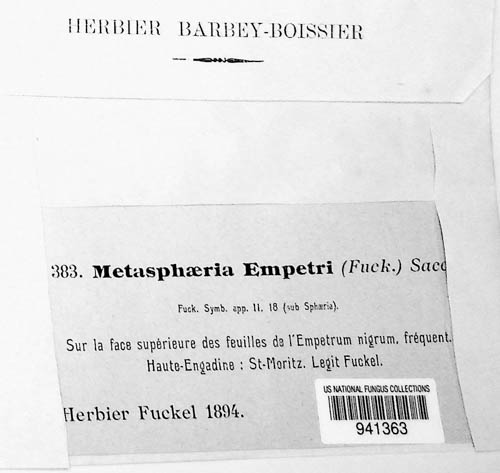 HERBIER BARBEY-BOISSIER
383. Metasphæria Empetri (Fuck.) Sacc
Fuck. Symb. app. II, 18 (sub Sphæria).
Sur la face supérieure des feuilles de l'Empetrum nigrum, fréquent.
Haute-Engadine : St-Moritz. Legit Fuckel.
Herbier Fuckel 1894.
US NATIONAL FUNGUS COLLECTIONS
941363